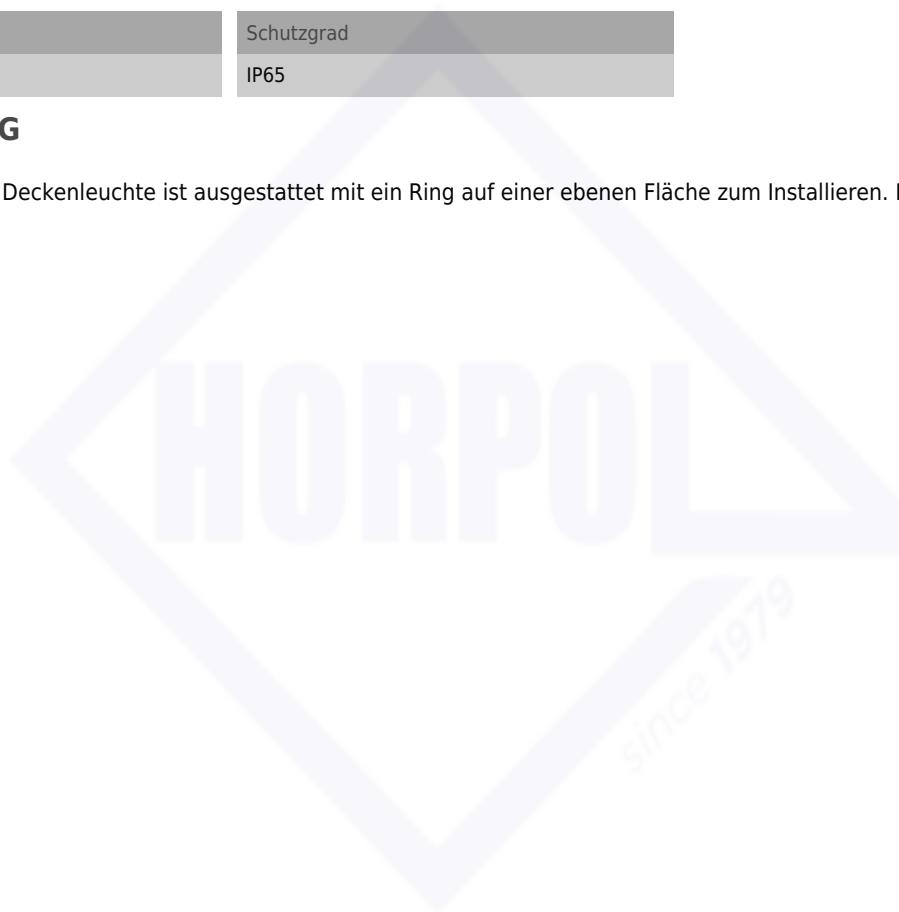 Schutzgrad
IP65
G
Deckenleuchte ist ausgestattet mit ein Ring auf einer ebenen Fläche zum Installieren.
HORPOL
since 1979